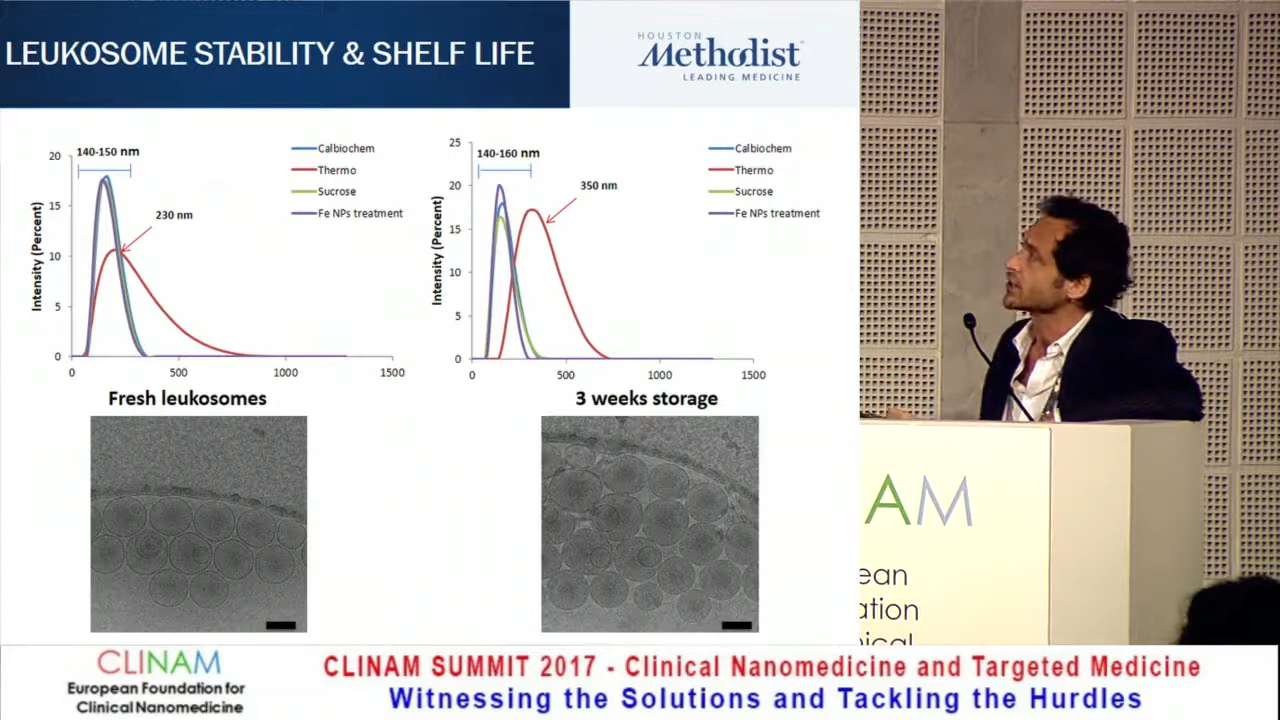 LEUKOSOME STABILITY & SHELF LIFE
HOUSTON
Methodist
LEADING MEDICINE
20
15
10
5
0
Intensity (Percent)
140-150 nm
230 nm
Calbiochem
Thermo
Sucrose
Fe NPs treatment
0
500
1000
1500
Fresh leukosomes
25
20
15
10
5
0
Intensity (Percent)
140-160 nm
350 nm
Calbiochem
Thermo
Sucrose
Fe NPs treatment
0
500
1000
1500
3 weeks storage
AM
ean
ation
ical
CLINAM
European Foundation for
Clinical Nanomedicine
CLINAM SUMMIT 2017 - Clinical Nanomedicine and Targeted Medicine
Witnessing the Solutions and Tackling the Hurdles